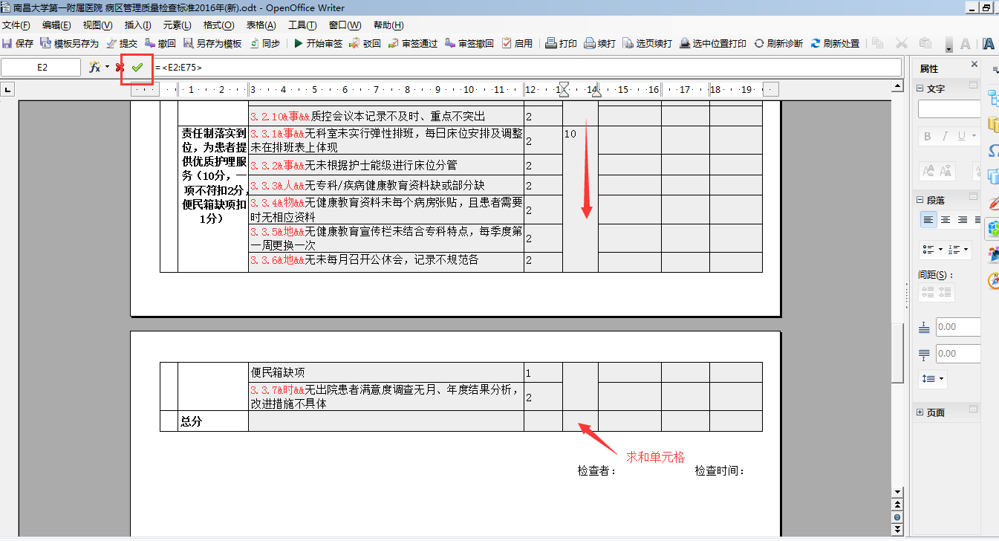 南昌大学第一附属医院 病区管理质量检查标准2016年(新).odt - OpenOffice Writer
文件(F) 编辑(E) 视图(V) 插入(I) 元素(L) 格式(O) 表格(A) 工具(T) 窗口(W) 帮助(H)
保存 模板另存为 提交 撤回 另存为模板 同步 开始审签 驳回 审签通过 审签撤回 启用 打印 续打 选页续打 选中位置打印 刷新诊断 刷新处置
E2 =<E2:E75>
1 2 3 4 5 6 7 8 9 10 11 12 13 14 15 16 17 18 19
3.2.10&事&&质控会议本记录不及时、重点不突出 2
责任制落实到位，为患者提供优质护理服务（10分，一项不符扣2分，便民箱缺项扣1分）
3.3.1&事&&无科室未实行弹性排班，每日床位安排及调整
未在排班表上体现 2 10
3.3.2&事&&无未根据护士能级进行床位分管 2
3.3.3&人&&无专科/疾病健康教育资料缺或部分缺 2
3.3.4&物&&无健康教育资料未每个病房张贴，且患者需要
时无相应资料 2
3.3.5&地&&无健康教育宣传栏未结合专科特点，每季度第
一周更换一次 2
3.3.6&地&&无未每月召开公休会，记录不规范各 2
便民箱缺项 1
3.3.7&时&&无出院患者满意度调查无月、年度结果分析，
改进措施不具体 2
总分
求和单元格
检查者： 检查时间：
属性
文字
B I U
段落
间距(S)：
0.00
0.00
页面